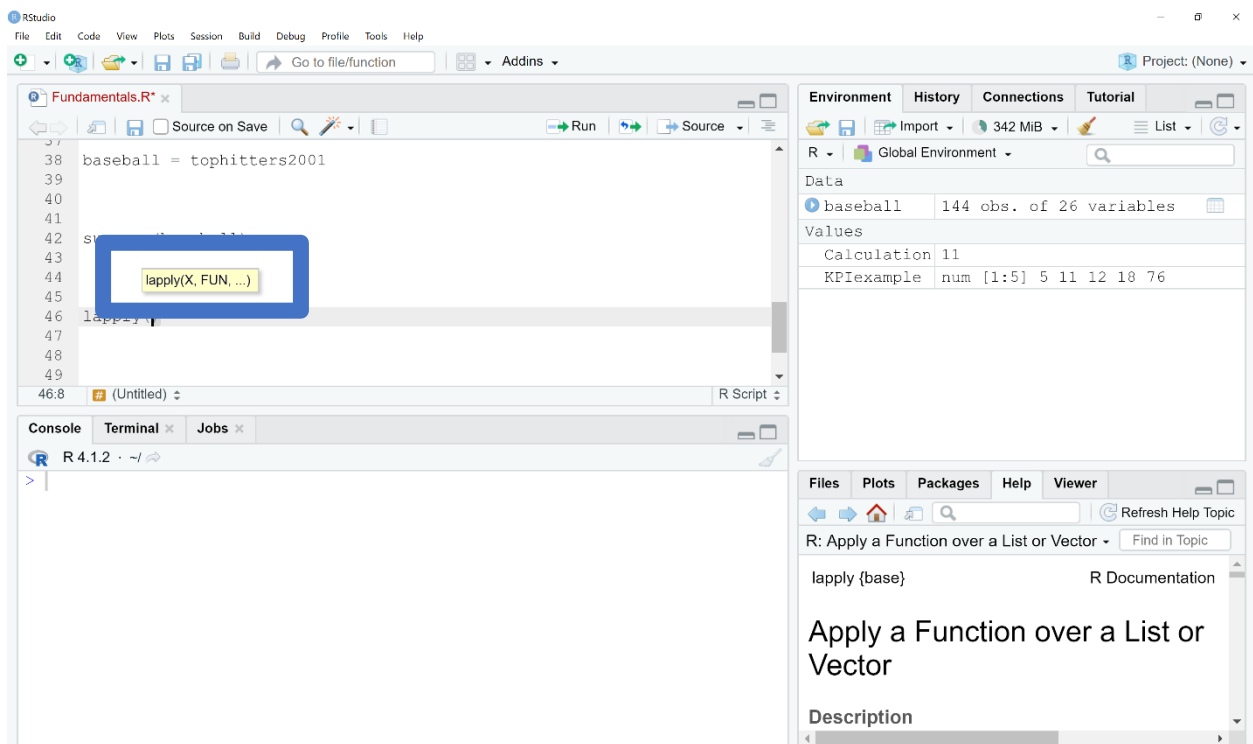 RStudio
File Edit Code View Plots Session Build Debug Profile Tools Help
Go to file/function Addins Project: (None)
Fundamentals.R*
Source on Save Run Source
37
38 baseball = tophitters2001
39
40
41
42
43
44 lapply(X, FUN, ...)
45
46 lapply(
47
48
49
46:8 # (Untitled) R Script
Console Terminal Jobs
R 4.1.2 · ~/
>
Environment History Connections Tutorial
Import 342 MiB List
R Global Environment
Data
baseball 144 obs. of 26 variables
Values
Calculation 11
KPIexample num [1:5] 5 11 12 18 76
Files Plots Packages Help Viewer
Refresh Help Topic
R: Apply a Function over a List or Vector Find in Topic
lapply {base} R Documentation
Apply a Function over a List or
Vector
Description